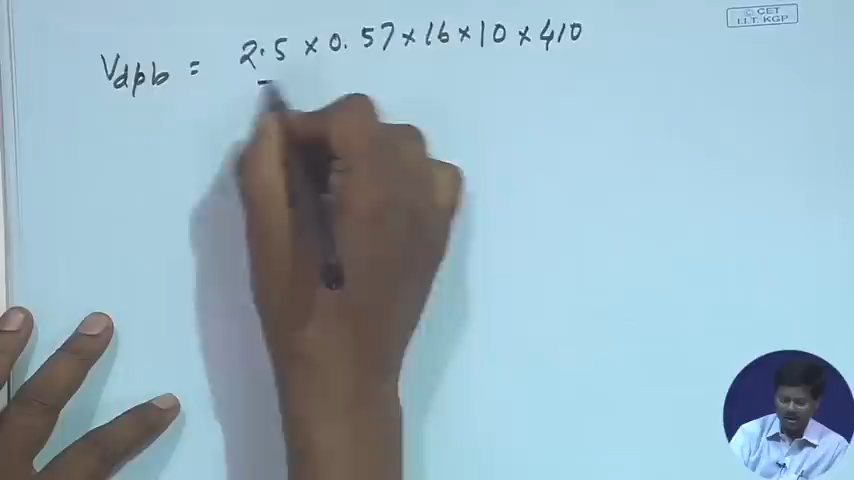 © CET
I.I.T. KGP
Vdpb = 2.5 × 0.57 × 16 × 10 × 410